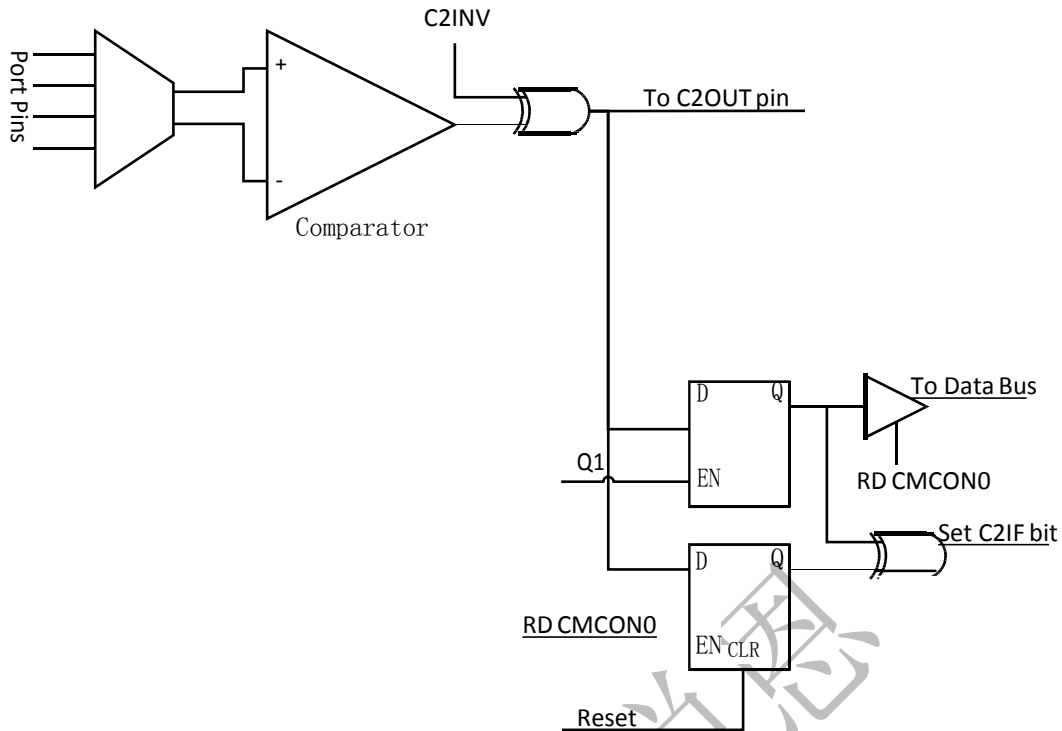 C2INV
Port Pins
+
-
To C2OUT pin
Comparator
D Q
To Data Bus
Q1
EN
RD CMCON0
Set C2IF bit
D Q
RD CMCON0
EN CLR
Reset
恩